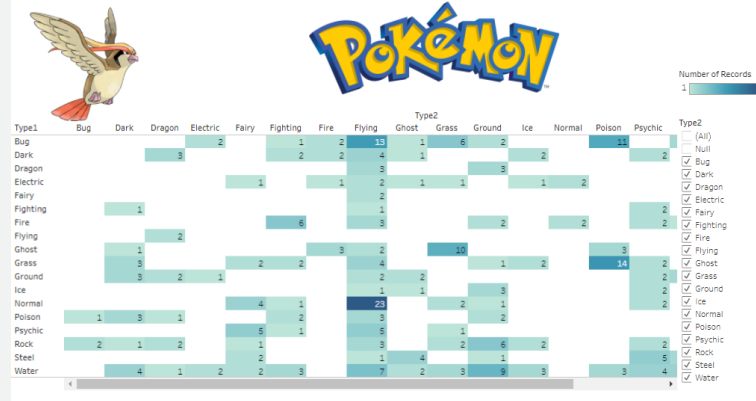 POKéMON
Number of Records
1
Type2
Type1 Bug Dark Dragon Electric Fairy Fighting Fire Flying Ghost Grass Ground Ice Normal Poison Psychic
Bug 2 1 2 13 1 6 2 11
Dark 3 2 2 4 1 2 2
Dragon 3 3
Electric 1 1 2 1 1 1 2
Fairy 2
Fighting 1 1 2
Fire 6 3 2 2 2
Flying 2
Ghost 1 3 2 10 3
Grass 3 2 2 4 1 2 14 2
Ground 3 2 1 2 2 2
Ice 1 1 3 2
Normal 4 1 23 2 1 2
Poison 1 3 1 2 3 2
Psychic 5 1 5 1
Rock 2 1 2 1 3 2 6 2 2
Steel 2 1 4 1 5
Water 4 1 2 2 3 7 2 3 9 3 3 4
Type2
(All)
Null
Bug
Dark
Dragon
Electric
Fairy
Fighting
Fire
Flying
Ghost
Grass
Ground
Ice
Normal
Poison
Psychic
Rock
Steel
Water